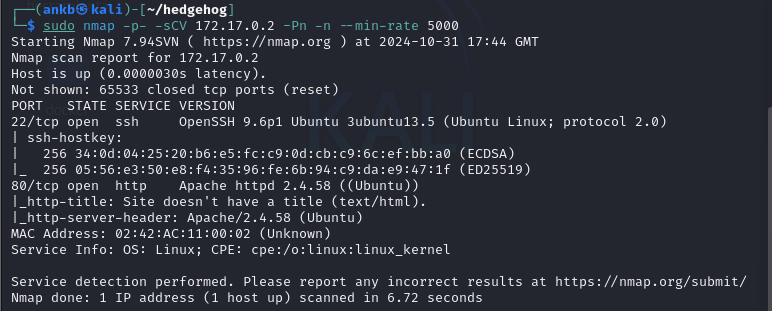 ┌──(ankb㉿kali)-[~/hedgehog]
└─$ sudo nmap -p- -sCV 172.17.0.2 -Pn -n --min-rate 5000
Starting Nmap 7.94SVN ( https://nmap.org ) at 2024-10-31 17:44 GMT
Nmap scan report for 172.17.0.2
Host is up (0.0000030s latency).
Not shown: 65533 closed tcp ports (reset)
PORT   STATE SERVICE VERSION
22/tcp open  ssh     OpenSSH 9.6p1 Ubuntu 3ubuntu13.5 (Ubuntu Linux; protocol 2.0)
| ssh-hostkey:
|   256 34:0d:04:25:20:b6:e5:fc:c9:0d:cb:c9:6c:ef:bb:a0 (ECDSA)
|_  256 05:56:e3:50:e8:f4:35:96:fe:6b:94:c9:da:e9:47:1f (ED25519)
80/tcp open  http    Apache httpd 2.4.58 ((Ubuntu))
|_http-title: Site doesn't have a title (text/html).
|_http-server-header: Apache/2.4.58 (Ubuntu)
MAC Address: 02:42:AC:11:00:02 (Unknown)
Service Info: OS: Linux; CPE: cpe:/o:linux:linux_kernel

Service detection performed. Please report any incorrect results at https://nmap.org/submit/
Nmap done: 1 IP address (1 host up) scanned in 6.72 seconds
KALI